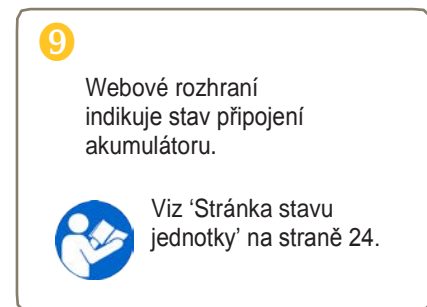 9
Webové rozhraní
indikuje stav připojení
akumulátoru.
Viz ‘Stránka stavu
jednotky’ na straně 24.